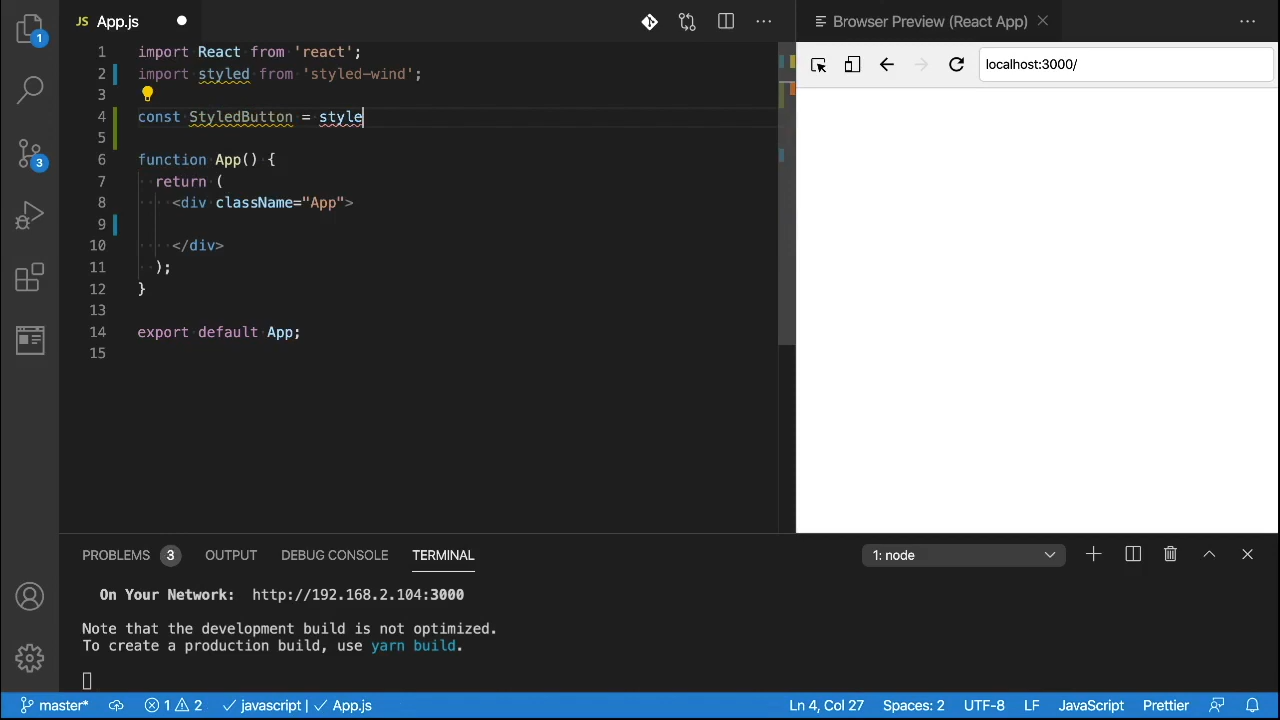 JS App.js
Browser Preview (React App)
localhost:3000/
1
3
1 import React from 'react';
2 import styled from 'styled-wind';
3
4 const StyledButton = style
5
6 function App() {
7 return (
8 <div className="App">
9
10 </div>
11 );
12 }
13
14 export default App;
15
PROBLEMS 3 OUTPUT DEBUG CONSOLE TERMINAL 1: node
On Your Network: http://192.168.2.104:3000
Note that the development build is not optimized.
To create a production build, use yarn build.
master* 1 2 javascript | App.js Ln 4, Col 27 Spaces: 2 UTF-8 LF JavaScript Prettier